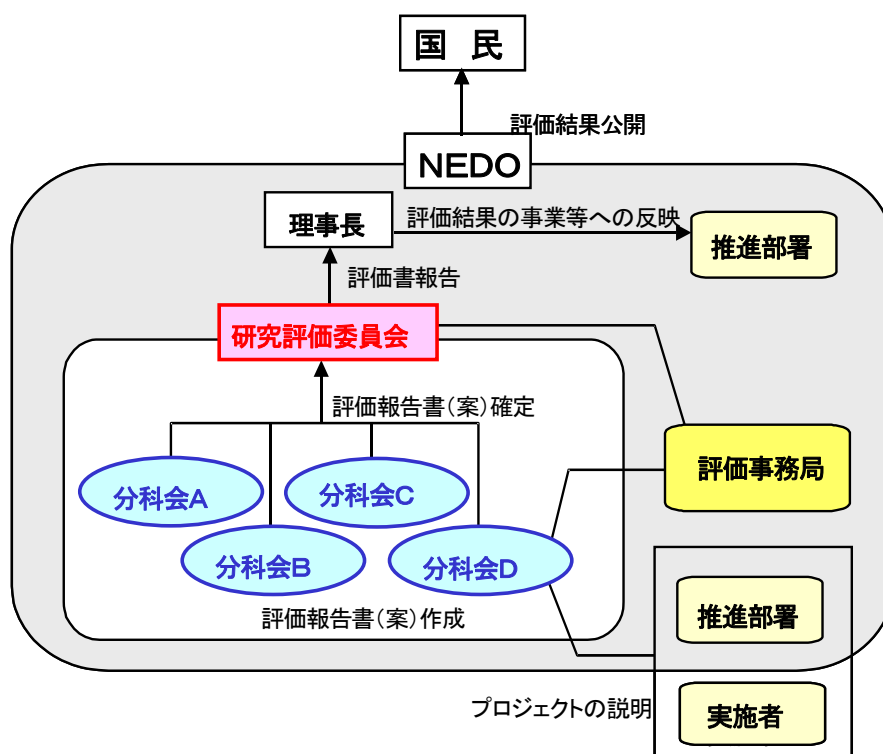 国 民
評価結果公開
NEDO
理事長
評価結果の事業等への反映
推進部署
評価書報告
研究評価委員会
評価報告書(案)確定
評価事務局
分科会A
分科会C
分科会B
分科会D
評価報告書(案)作成
推進部署
プロジェクトの説明
実施者